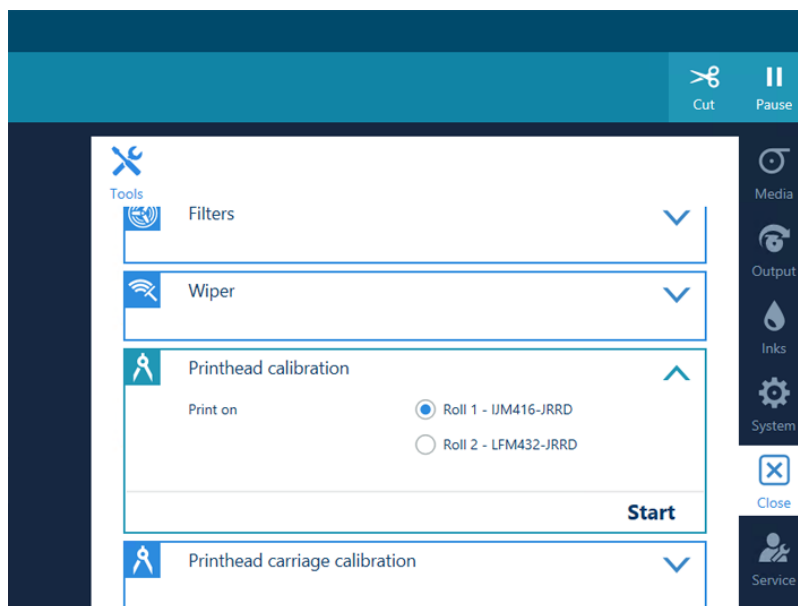 Cut
Pause
Tools
Media
Filters
Output
Wiper
Inks
Printhead calibration
Print on
Roll 1 - IJM416-JRRD
System
Roll 2 - LFM432-JRRD
Close
Start
Printhead carriage calibration
Service